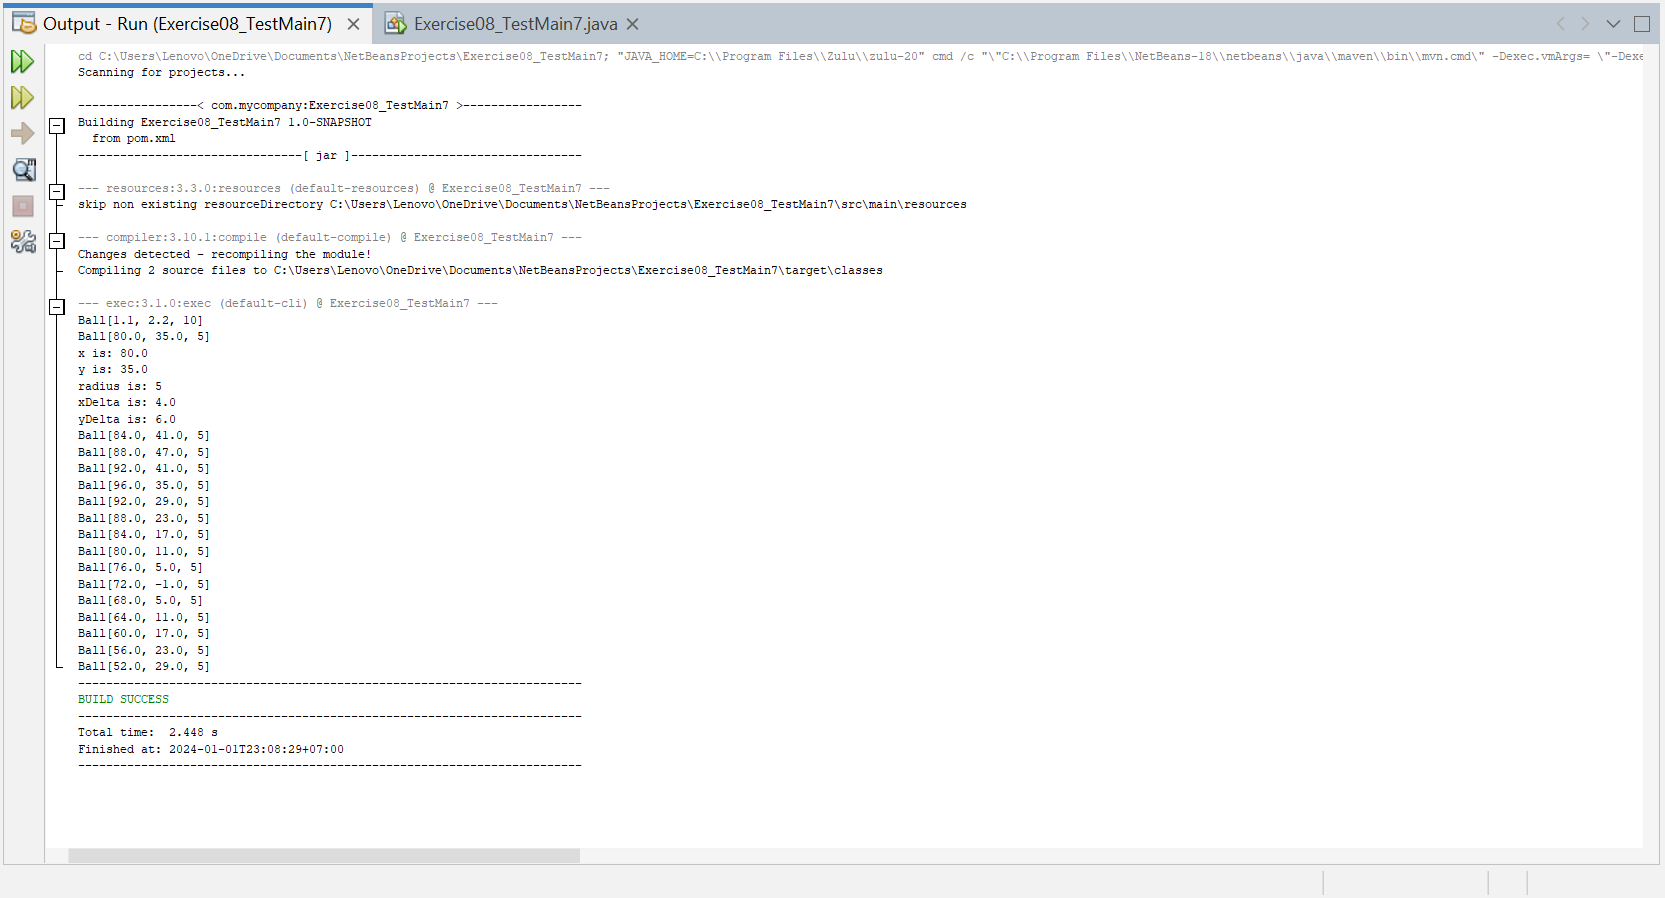 Output - Run (Exercise08_TestMain7)
Exercise08_TestMain7.java
cd C:\Users\Lenovo\OneDrive\Documents\NetBeansProjects\Exercise08_TestMain7; "JAVA_HOME=C:\\Program Files\\Zulu\\zulu-20" cmd /c "\"C:\\Program Files\\NetBeans-18\\netbeans\\java\\maven\\bin\\mvn.cmd\" -Dexec.vmArgs= \"-Dexe
Scanning for projects...
-----------------< com.mycompany:Exercise08_TestMain7 >-----------------
Building Exercise08_TestMain7 1.0-SNAPSHOT
from pom.xml
--------------------------------[ jar ]---------------------------------
--- resources:3.3.0:resources (default-resources) @ Exercise08_TestMain7 ---
skip non existing resourceDirectory C:\Users\Lenovo\OneDrive\Documents\NetBeansProjects\Exercise08_TestMain7\src\main\resources
--- compiler:3.10.1:compile (default-compile) @ Exercise08_TestMain7 ---
Changes detected - recompiling the module!
Compiling 2 source files to C:\Users\Lenovo\OneDrive\Documents\NetBeansProjects\Exercise08_TestMain7\target\classes
--- exec:3.1.0:exec (default-cli) @ Exercise08_TestMain7 ---
Ball[1.1, 2.2, 10]
Ball[80.0, 35.0, 5]
x is: 80.0
y is: 35.0
radius is: 5
xDelta is: 4.0
yDelta is: 6.0
Ball[84.0, 41.0, 5]
Ball[88.0, 47.0, 5]
Ball[92.0, 41.0, 5]
Ball[96.0, 35.0, 5]
Ball[92.0, 29.0, 5]
Ball[88.0, 23.0, 5]
Ball[84.0, 17.0, 5]
Ball[80.0, 11.0, 5]
Ball[76.0, 5.0, 5]
Ball[72.0, -1.0, 5]
Ball[68.0, 5.0, 5]
Ball[64.0, 11.0, 5]
Ball[60.0, 17.0, 5]
Ball[56.0, 23.0, 5]
Ball[52.0, 29.0, 5]
------------------------------------------------------------------------
BUILD SUCCESS
------------------------------------------------------------------------
Total time:  2.448 s
Finished at: 2024-01-01T23:08:29+07:00
------------------------------------------------------------------------